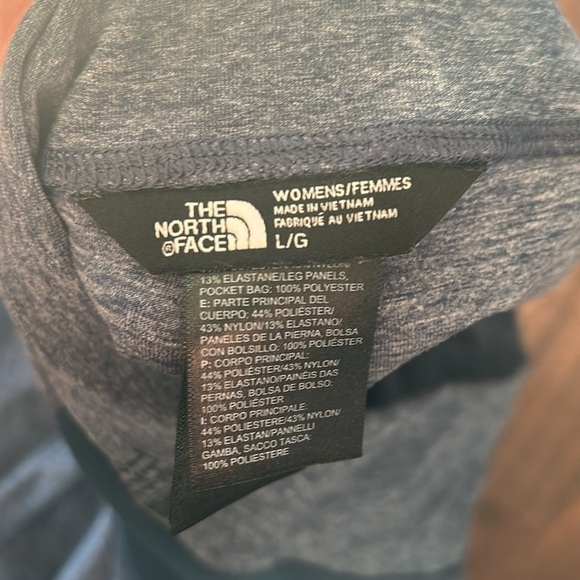 THE
NORTH
FACE
WOMENS/FEMMES
MADE IN VIETNAM
FABRIQUÉ AU VIETNAM
L/G
13% ELASTANE/LEG PANELS,
POCKET BAG: 100% POLYESTER
E: PARTE PRINCIPAL DEL
CUERPO: 44% POLIÉSTER/
43% NYLON/13% ELASTANO/
PANELES DE LA PIERNA, BOLSA
CON BOLSILLO: 100% POLIÉSTER
P: CORPO PRINCIPAL:
44% POLIÉSTER/43% NYLON/
13% ELASTANO/PAINÉIS DAS
PERNAS, BOLSA DE BOLSO:
100% POLIÉSTER
I: CORPO PRINCIPALE:
44% POLIESTERE/43% NYLON/
13% ELASTAN/PANNELLI
GAMBA, SACCO TASCA:
100% POLIESTERE